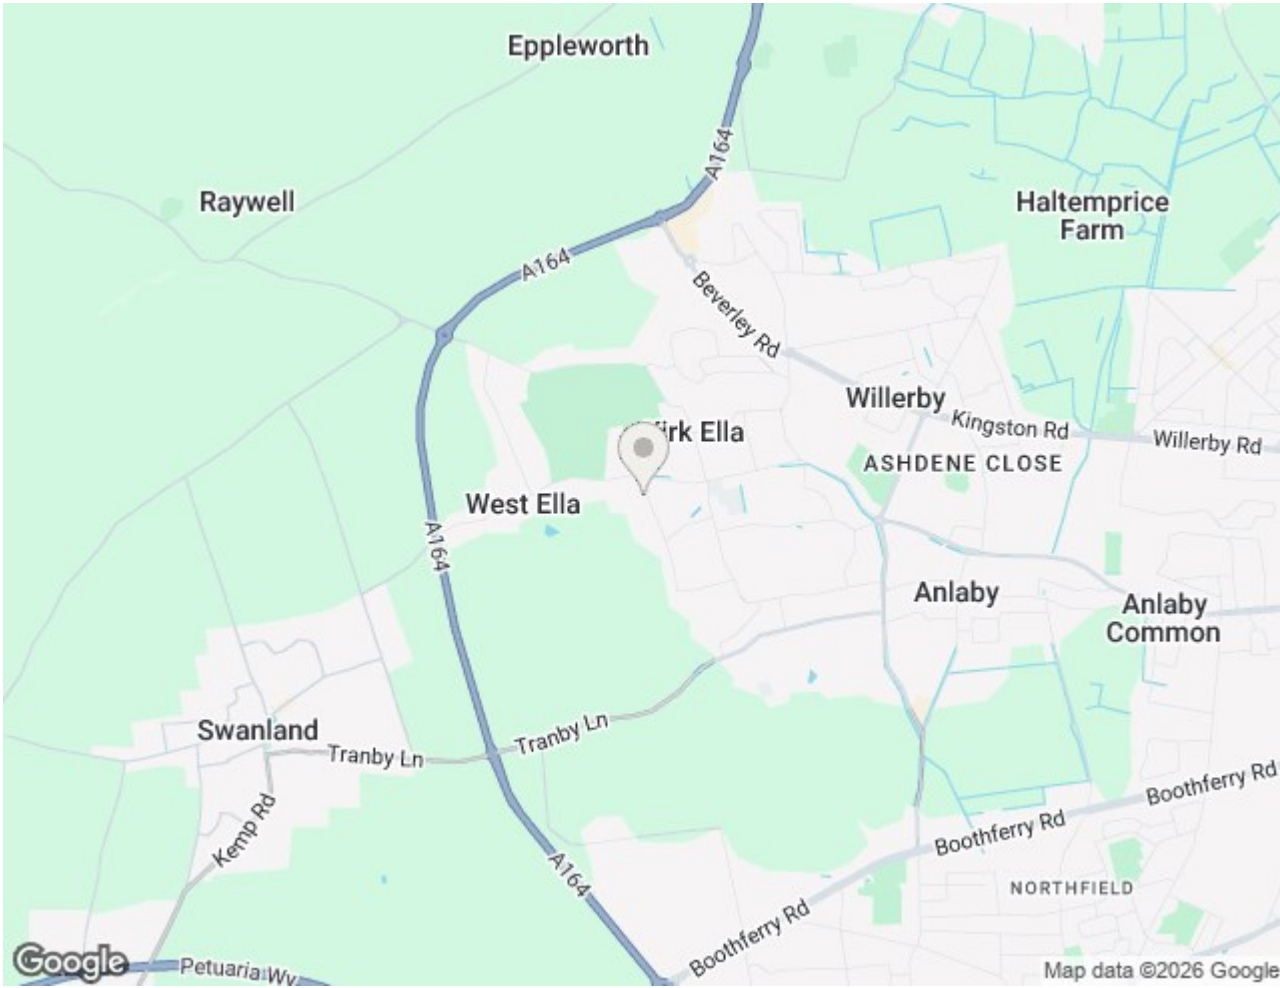 Eppleworth
A164
Raywell
Haltemprice
Farm
A164
Beverley Rd
Willerby
Kingston Rd
Willerby Rd
irk Ella
ASHDENE CLOSE
West Ella
A164
Anlaby
Anlaby
Common
Swanland
Tranby Ln
Tranby Ln
Kemp Rd
Boothferry Rd
Boothferry Rd
A164
NORTHFIELD
Boothferry Rd
Google
Petuaria Wy
Map data ©2026 Google